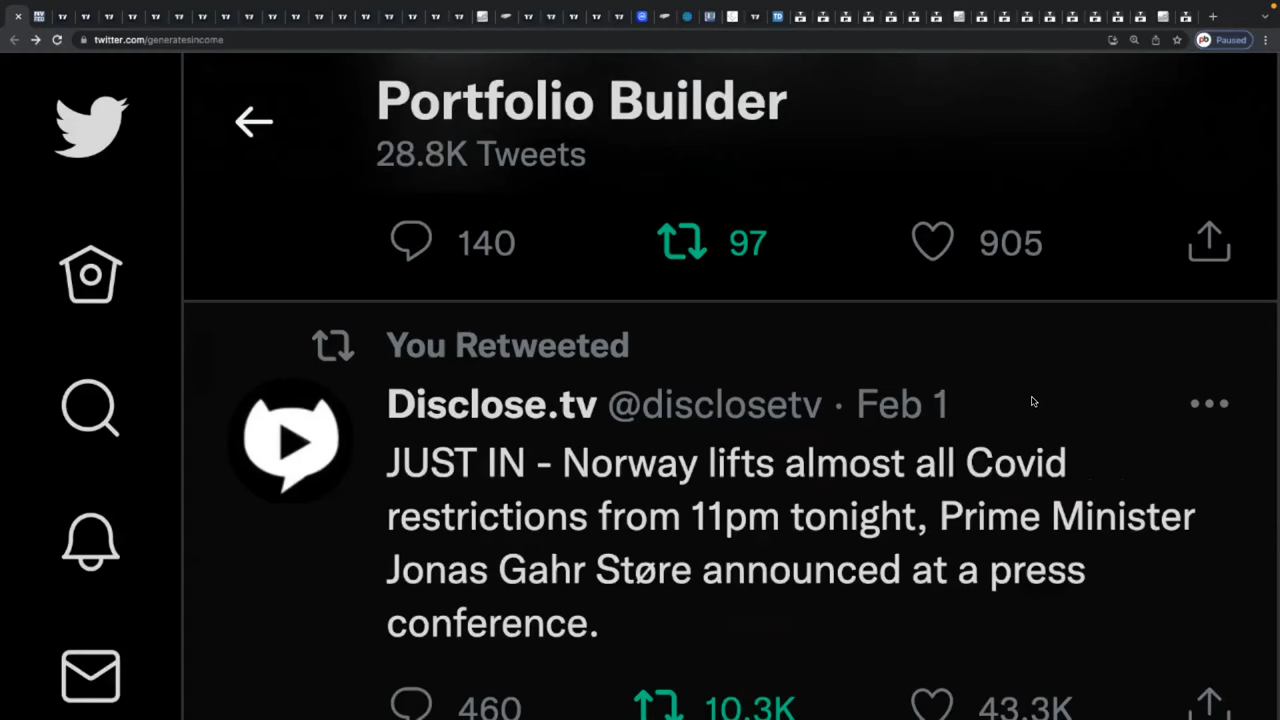 twitter.com/generatesincome
Paused
Portfolio Builder
28.8K Tweets
140
97
905
You Retweeted
Disclose.tv @disclosetv · Feb 1
JUST IN - Norway lifts almost all Covid
restrictions from 11pm tonight, Prime Minister
Jonas Gahr Støre announced at a press
conference.
460
10.3K
43.3K